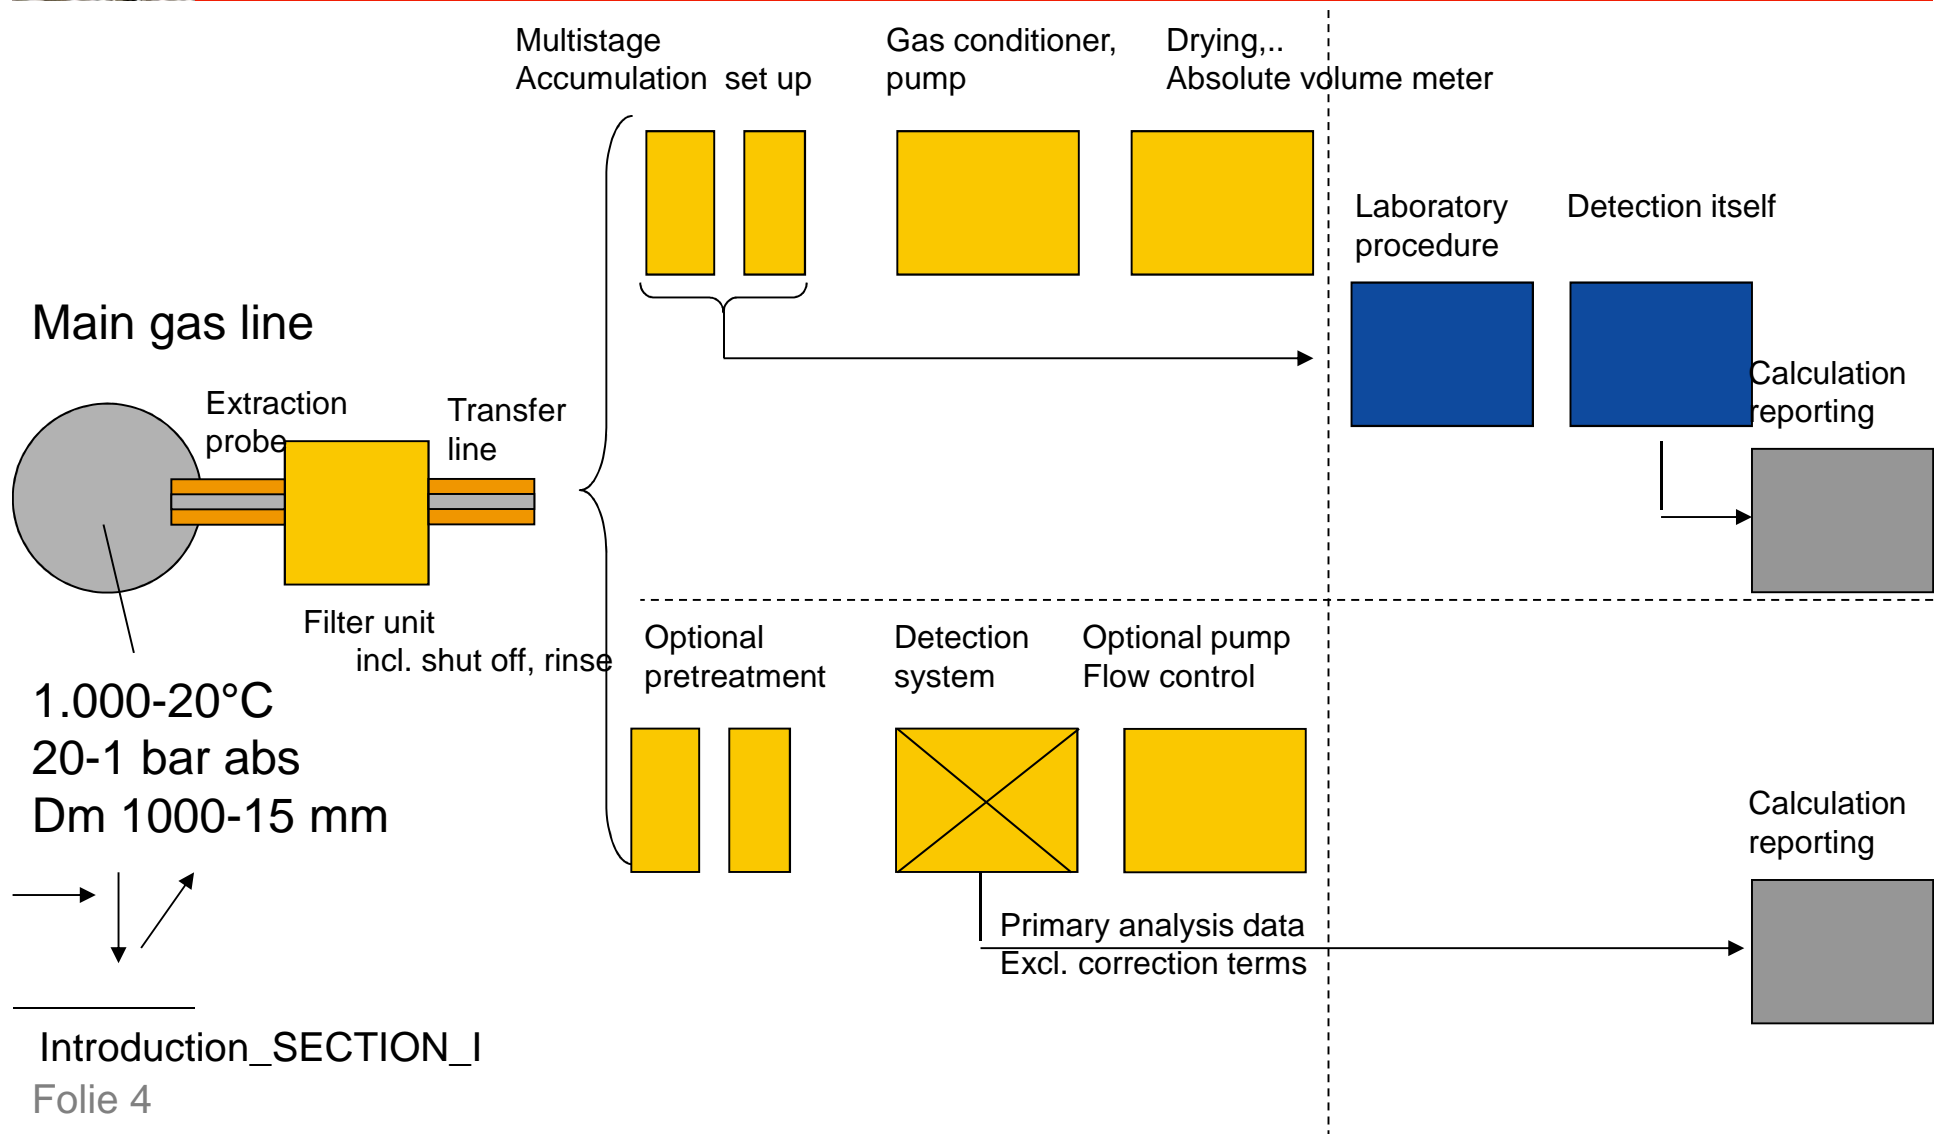 Multistage
Accumulation  set up
Gas conditioner,
pump
Drying,..
Absolute volume meter
Laboratory
procedure
Detection itself
Main gas line
Extraction
probe
Transfer
line
Calculation
reporting
Filter unit
incl. shut off, rinse
Optional
pretreatment
Detection
system
Optional pump
Flow control
1.000-20°C
20-1 bar abs
Dm 1000-15 mm
Calculation
reporting
Primary analysis data
Excl. correction terms
Introduction_SECTION_I
Folie 4